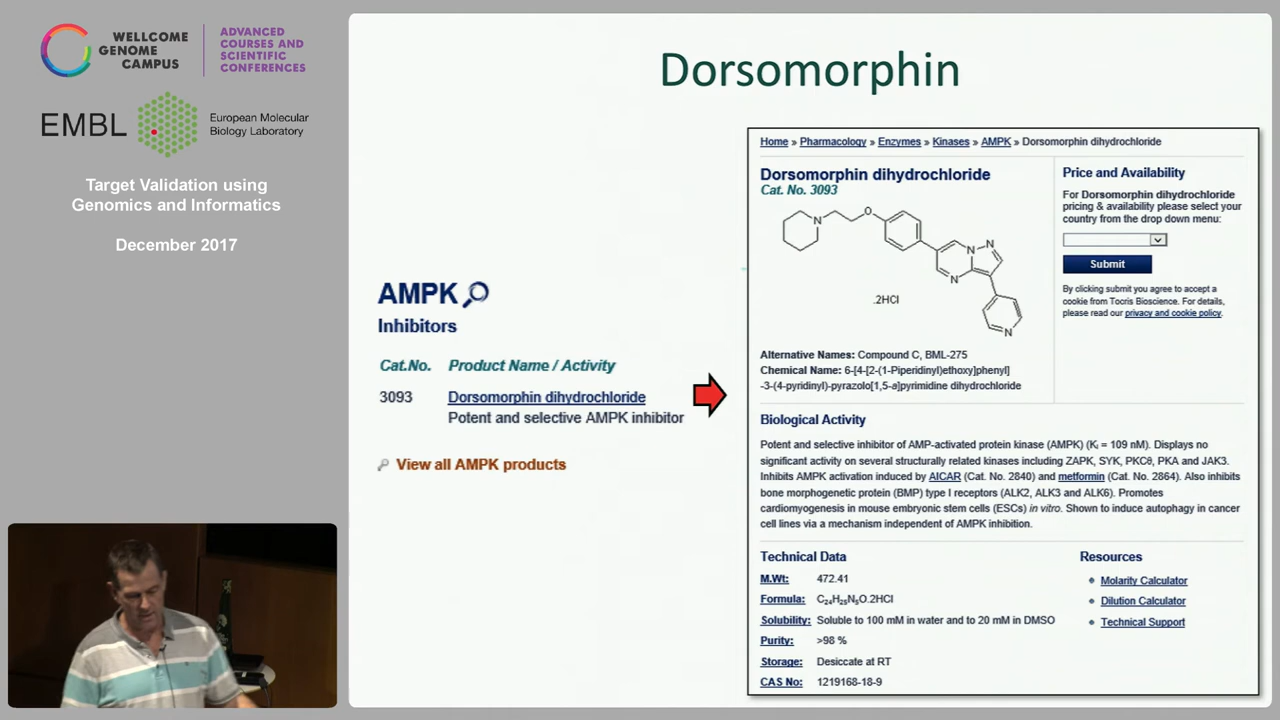 WELLCOME
GENOME
CAMPUS
ADVANCED
COURSES AND
SCIENTIFIC
CONFERENCES
EMBL
European Molecular
Biology Laboratory
Target Validation using
Genomics and Informatics
December 2017
Dorsomorphin
AMPK
Inhibitors
Cat.No. Product Name / Activity
3093 Dorsomorphin dihydrochloride
Potent and selective AMPK inhibitor
View all AMPK products
Home » Pharmacology » Enzymes » Kinases » AMPK » Dorsomorphin dihydrochloride
Dorsomorphin dihydrochloride
Cat. No. 3093
N
O
N
N
N
N
.2HCl
Alternative Names: Compound C, BML-275
Chemical Name: 6-[4-[2-(1-Piperidinyl)ethoxy]phenyl]
-3-(4-pyridinyl)-pyrazolo[1,5-a]pyrimidine dihydrochloride
Price and Availability
For Dorsomorphin dihydrochloride
pricing & availability please select your
country from the drop down menu:
Submit
By clicking submit you agree to accept a
cookie from Tocris Bioscience. For details,
please read our privacy and cookie policy.
Biological Activity
Potent and selective inhibitor of AMP-activated protein kinase (AMPK) (Kᵢ = 109 nM). Displays no
significant activity on several structurally related kinases including ZAPK, SYK, PKCθ, PKA and JAK3.
Inhibits AMPK activation induced by AICAR (Cat. No. 2840) and metformin (Cat. No. 2864). Also inhibits
bone morphogenetic protein (BMP) type I receptors (ALK2, ALK3 and ALK6). Promotes
cardiomyogenesis in mouse embryonic stem cells (ESCs) in vitro. Shown to induce autophagy in cancer
cell lines via a mechanism independent of AMPK inhibition.
Technical Data
M.Wt: 472.41
Formula: C₂₄H₂₅N₅O.2HCl
Solubility: Soluble to 100 mM in water and to 20 mM in DMSO
Purity: >98 %
Storage: Desiccate at RT
CAS No: 1219168-18-9
Resources
Molarity Calculator
Dilution Calculator
Technical Support